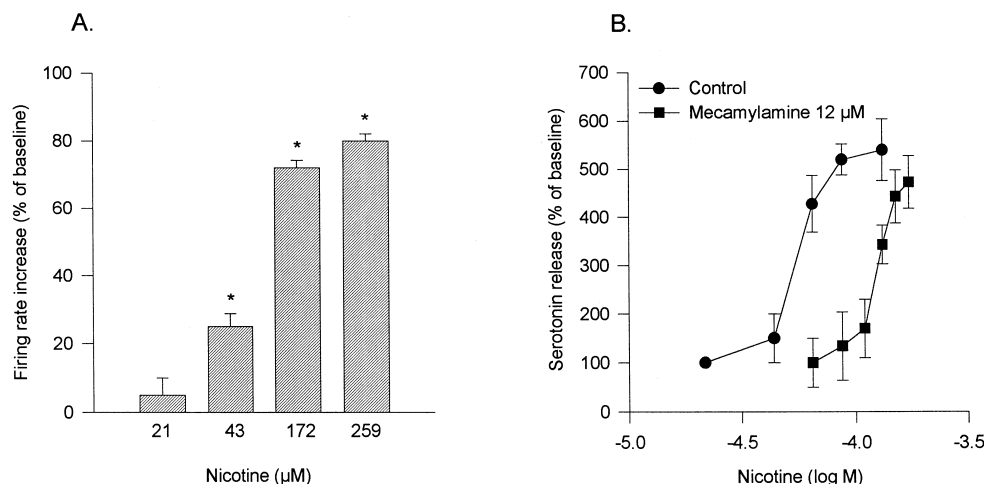 A.
Firing rate increase (% of baseline)
100
80
60
40
20
0
*
*
*
21 43 172 259
Nicotine (µM)
B.
Serotonin release (% of baseline)
700
600
500
400
300
200
100
0
Control
Mecamylamine 12 µM
-5.0 -4.5 -4.0 -3.5
Nicotine (log M)